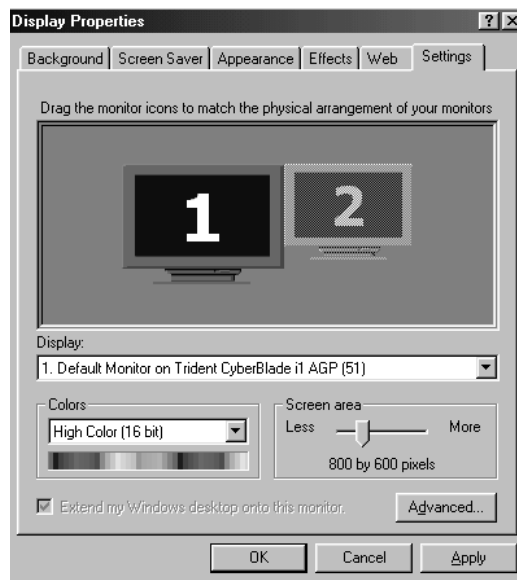 Display Properties
? X
Background Screen Saver Appearance Effects Web Settings
Drag the monitor icons to match the physical arrangement of your monitors
1 2
Display:
1. Default Monitor on Trident CyberBlade i1 AGP (51)
Colors Screen area
High Color (16 bit) Less More
800 by 600 pixels
Extend my Windows desktop onto this monitor. Advanced...
OK Cancel Apply